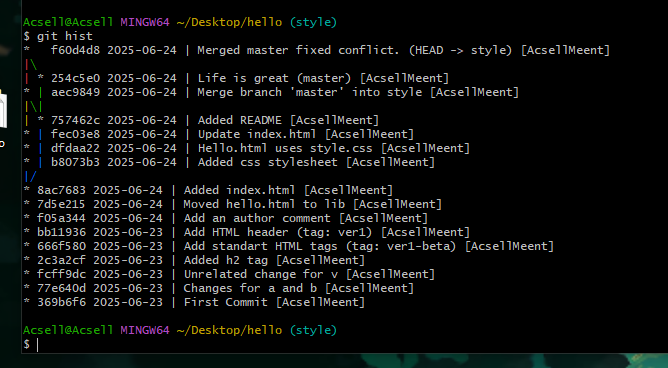 Acsell@Acsell MINGW64 ~/Desktop/hello (style)
$ git hist
*   f60d4d8 2025-06-24 | Merged master fixed conflict. (HEAD -> style) [AcsellMeent]
|\
| * 254c5e0 2025-06-24 | Life is great (master) [AcsellMeent]
* | aec9849 2025-06-24 | Merge branch 'master' into style [AcsellMeent]
|\|
| * 757462c 2025-06-24 | Added README [AcsellMeent]
* | fec03e8 2025-06-24 | Update index.html [AcsellMeent]
* | dfdaa22 2025-06-24 | Hello.html uses style.css [AcsellMeent]
* | b8073b3 2025-06-24 | Added css stylesheet [AcsellMeent]
|/
* 8ac7683 2025-06-24 | Added index.html [AcsellMeent]
* 7d5e215 2025-06-24 | Moved hello.html to lib [AcsellMeent]
* f05a344 2025-06-24 | Add an author comment [AcsellMeent]
* bb11936 2025-06-23 | Add HTML header (tag: ver1) [AcsellMeent]
* 666f580 2025-06-23 | Add standart HTML tags (tag: ver1-beta) [AcsellMeent]
* 2c3a2cf 2025-06-23 | Added h2 tag [AcsellMeent]
* fcff9dc 2025-06-23 | Unrelated change for v [AcsellMeent]
* 77e640d 2025-06-23 | Changes for a and b [AcsellMeent]
* 369b6f6 2025-06-23 | First Commit [AcsellMeent]
Acsell@Acsell MINGW64 ~/Desktop/hello (style)
$